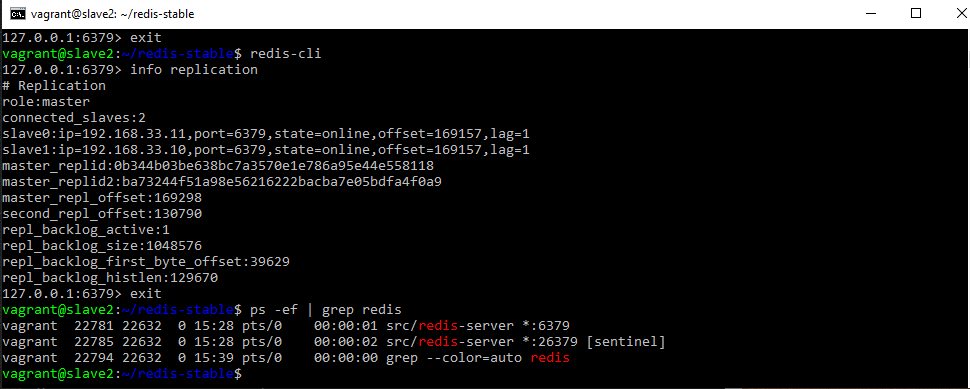 vagrant@slave2: ~/redis-stable
127.0.0.1:6379> exit
vagrant@slave2:~/redis-stable$ redis-cli
127.0.0.1:6379> info replication
# Replication
role:master
connected_slaves:2
slave0:ip=192.168.33.11,port=6379,state=online,offset=169157,lag=1
slave1:ip=192.168.33.10,port=6379,state=online,offset=169157,lag=1
master_replid:0b344b03be638bc7a3570e1e786a95e44e558118
master_replid2:ba73244f51a98e56216222bacba7e05bdfa4f0a9
master_repl_offset:169298
second_repl_offset:130790
repl_backlog_active:1
repl_backlog_size:1048576
repl_backlog_first_byte_offset:39629
repl_backlog_histlen:129670
127.0.0.1:6379> exit
vagrant@slave2:~/redis-stable$ ps -ef | grep redis
vagrant  22781 22632  0 15:28 pts/0    00:00:01 src/redis-server *:6379
vagrant  22785 22632  0 15:28 pts/0    00:00:02 src/redis-server *:26379 [sentinel]
vagrant  22794 22632  0 15:39 pts/0    00:00:00 grep --color=auto redis
vagrant@slave2:~/redis-stable$